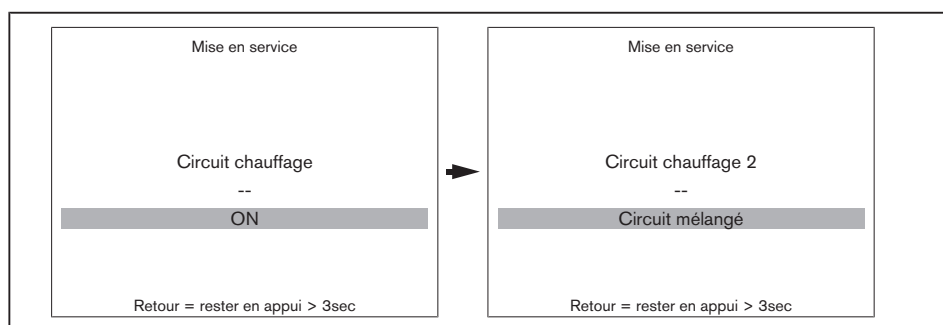 Mise en service
Circuit chauffage
--
ON
Retour = rester en appui > 3sec
Mise en service
Circuit chauffage 2
--
Circuit mélangé
Retour = rester en appui > 3sec